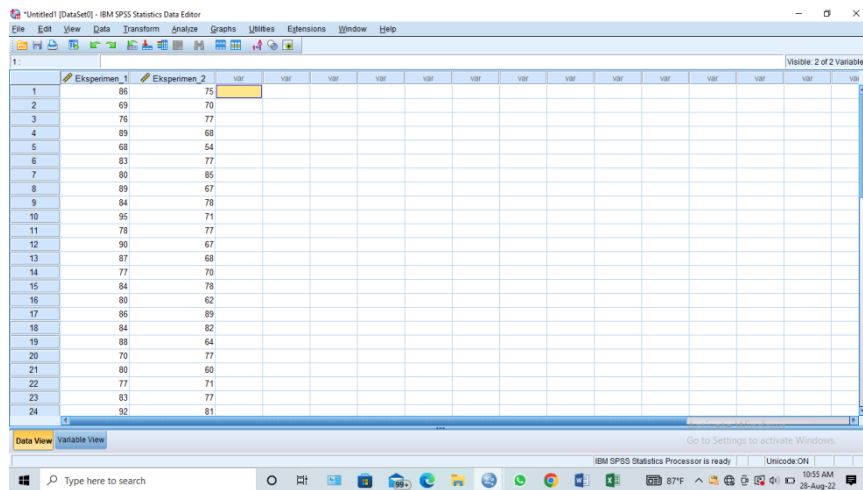 *Untitled1 [DataSet0] - IBM SPSS Statistics Data Editor
File Edit View Data Transform Analyze Graphs Utilities Extensions Window Help
1 :
Visible: 2 of 2 Variable
Eksperimen_1 Eksperimen_2 var var var var var var var var var var var var var
1 86 75
2 69 70
3 76 77
4 89 68
5 68 54
6 83 77
7 80 85
8 89 67
9 84 78
10 95 71
11 78 77
12 90 67
13 87 68
14 77 70
15 84 78
16 80 62
17 86 89
18 84 82
19 88 64
20 70 77
21 80 60
22 77 71
23 83 77
24 92 81
Data View Variable View
Go to Settings to activate Windows.
IBM SPSS Statistics Processor is ready Unicode:ON
Type here to search
99+
87°F
10:55 AM
28-Aug-22